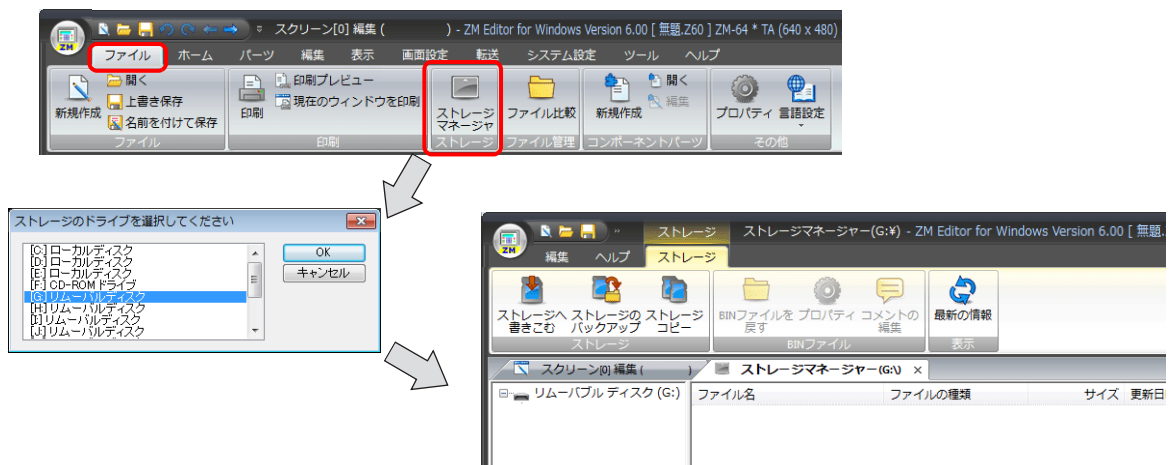 スクリーン[0] 編集 ( ) - ZM Editor for Windows Version 6.00 [ 無題.Z60 ] ZM-64 * TA (640 x 480)
ZM
ファイル ホーム パーツ 編集 表示 画面設定 転送 システム設定 ツール ヘルプ
新規作成
開く
上書き保存
名前を付けて保存
ファイル
印刷
印刷プレビュー
現在のウィンドウを印刷
印刷
ストレージ
マネージャ
ストレージ
ファイル比較
ファイル管理
新規作成
開く
編集
コンポーネントパーツ
プロパティ 言語設定
その他
ストレージのドライブを選択してください
[C:] ローカルディスク
[D:] ローカルディスク
[E:] ローカルディスク
[F:] CD-ROM ドライブ
[G:] リムーバルディスク
[H:] リムーバルディスク
[I:] リムーバルディスク
[J:] リムーバルディスク
OK
キャンセル
ストレージ ストレージマネージャー(G:¥) - ZM Editor for Windows Version 6.00 [ 無題.
ZM
編集 ヘルプ ストレージ
ストレージへ
書きこむ
ストレージの
バックアップ
ストレージ
コピー
ストレージ
BINファイルを
戻す
プロパティ
コメントの
編集
BINファイル
最新の情報
表示
スクリーン[0] 編集 ( ) ストレージマネージャー(G:\) ×
リムーバブル ディスク (G:)
ファイル名 ファイルの種類 サイズ 更新日